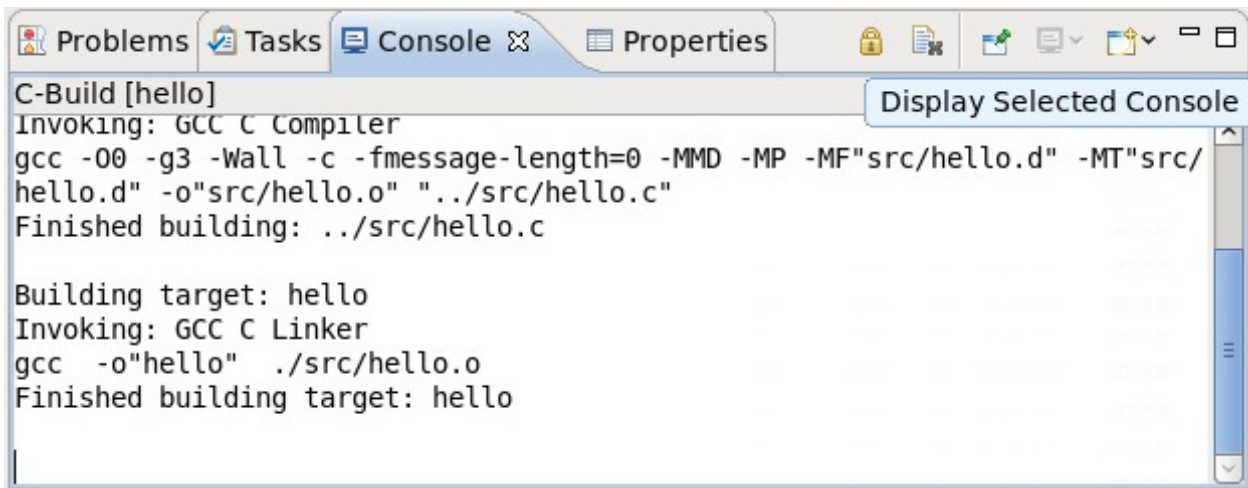 Problems Tasks Console Properties
C-Build [hello]
Display Selected Console
Invoking: GCC C Compiler
gcc -O0 -g3 -Wall -c -fmessage-length=0 -MMD -MP -MF"src/hello.d" -MT"src/
hello.d" -o"src/hello.o" "../src/hello.c"
Finished building: ../src/hello.c
Building target: hello
Invoking: GCC C Linker
gcc  -o"hello"  ./src/hello.o
Finished building target: hello